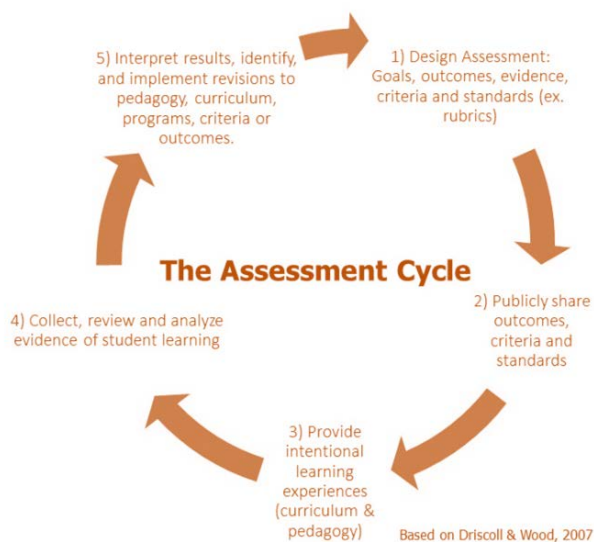 1) Design Assessment:
Goals, outcomes, evidence,
criteria and standards (ex.
rubrics)
2) Publicly share
outcomes,
criteria and
standards
3) Provide
intentional
learning
experiences
(curriculum &
pedagogy)
4) Collect, review and analyze
evidence of student learning
5) Interpret results, identify,
and implement revisions to
pedagogy, curriculum,
programs, criteria or
outcomes.
The Assessment Cycle
Based on Driscoll & Wood, 2007